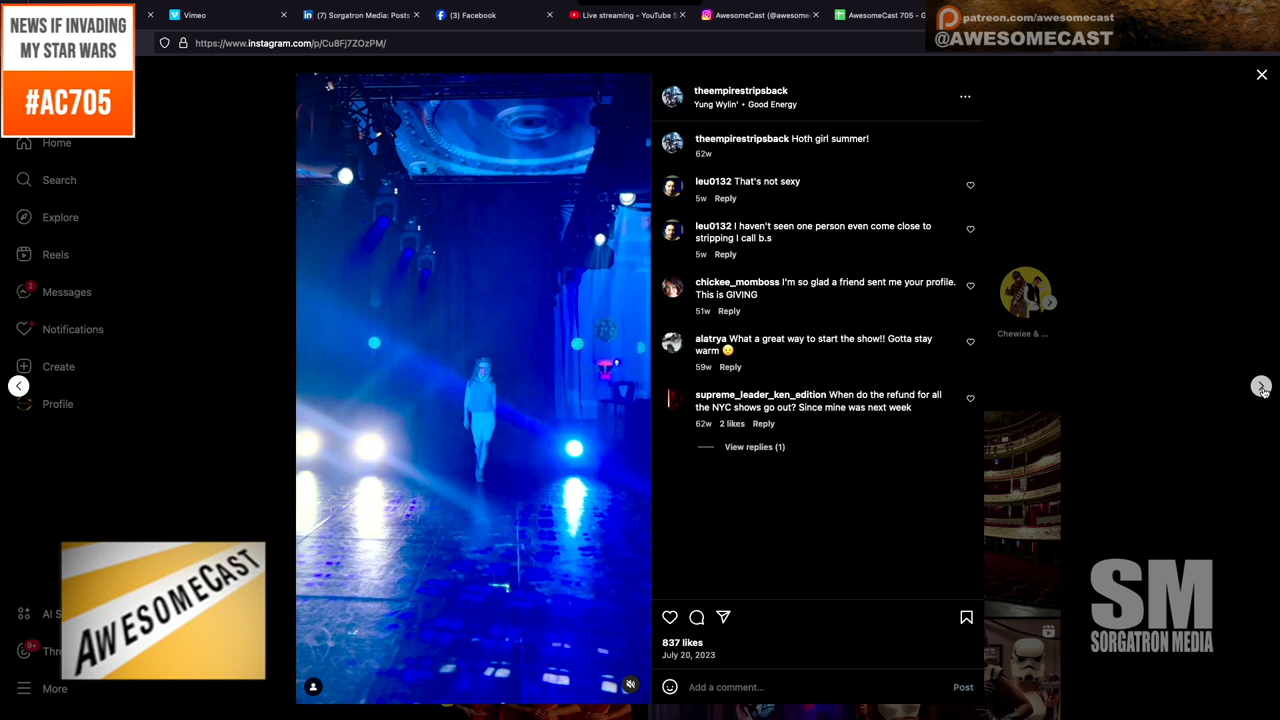 NEWS IF INVADING
MY STAR WARS
#AC705
Vimeo
(7) Sorgatron Media: Posts
(3) Facebook
Live streaming - YouTube S
AwesomeCast (@awesome
AwesomeCast 705 - G
patreon.com/awesomecast
@AWESOMECAST
https://www.instagram.com/p/Cu8Fj7ZOzPM/
Home
Search
Explore
Reels
2
Messages
Notifications
Create
Profile
AI S
9+
Thr
More
AWESOMECAST
theempirestripsback
Yung Wylin' • Good Energy
theempirestripsback Hoth girl summer!
62w
leu0132 That's not sexy
5w Reply
leu0132 I haven't seen one person even come close to
stripping I call b.s
5w Reply
chickee_momboss I'm so glad a friend sent me your profile.
This is GIVING
51w Reply
alatrya What a great way to start the show!! Gotta stay
warm
59w Reply
supreme_leader_ken_edition When do the refund for all
the NYC shows go out? Since mine was next week
62w 2 likes Reply
View replies (1)
837 likes
July 20, 2023
Add a comment...
Post
Chewiee & ...
SM
SORGATRON MEDIA